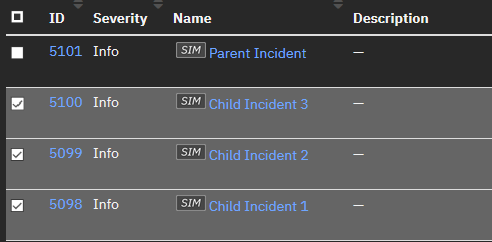 ID Severity Name Description
5101 Info SIM Parent Incident —
5100 Info SIM Child Incident 3 —
5099 Info SIM Child Incident 2 —
5098 Info SIM Child Incident 1 —